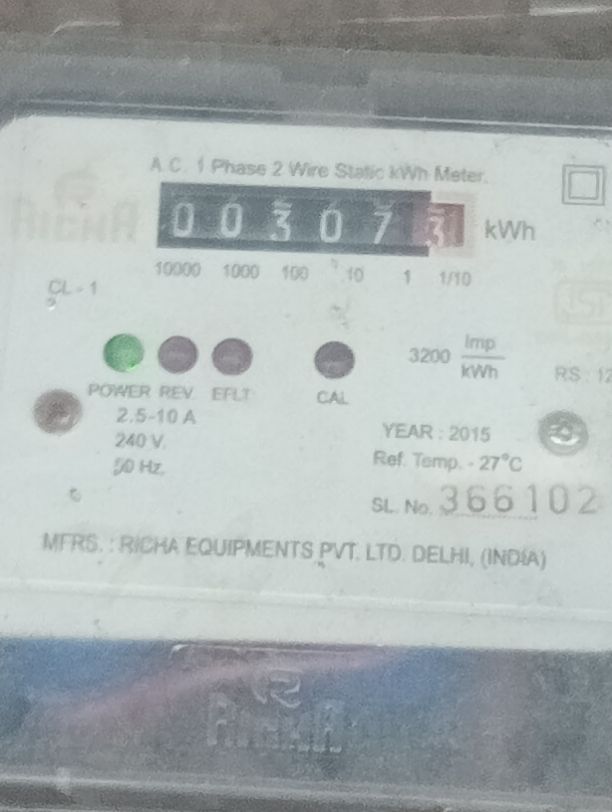 A.C. 1 Phase 2 Wire Static kWh Meter.
RICHA
0 0 3 0 7 3 kWh
10000 1000 100 10 1 1/10
CL - 1
3200 Imp/kWh
RS : 12
POWER REV EFLT CAL
2.5-10 A
240 V.
50 Hz.
YEAR : 2015
Ref. Temp. - 27°C
SL. No. 366102
MFRS. : RICHA EQUIPMENTS PVT. LTD. DELHI, (INDIA)
RICHA